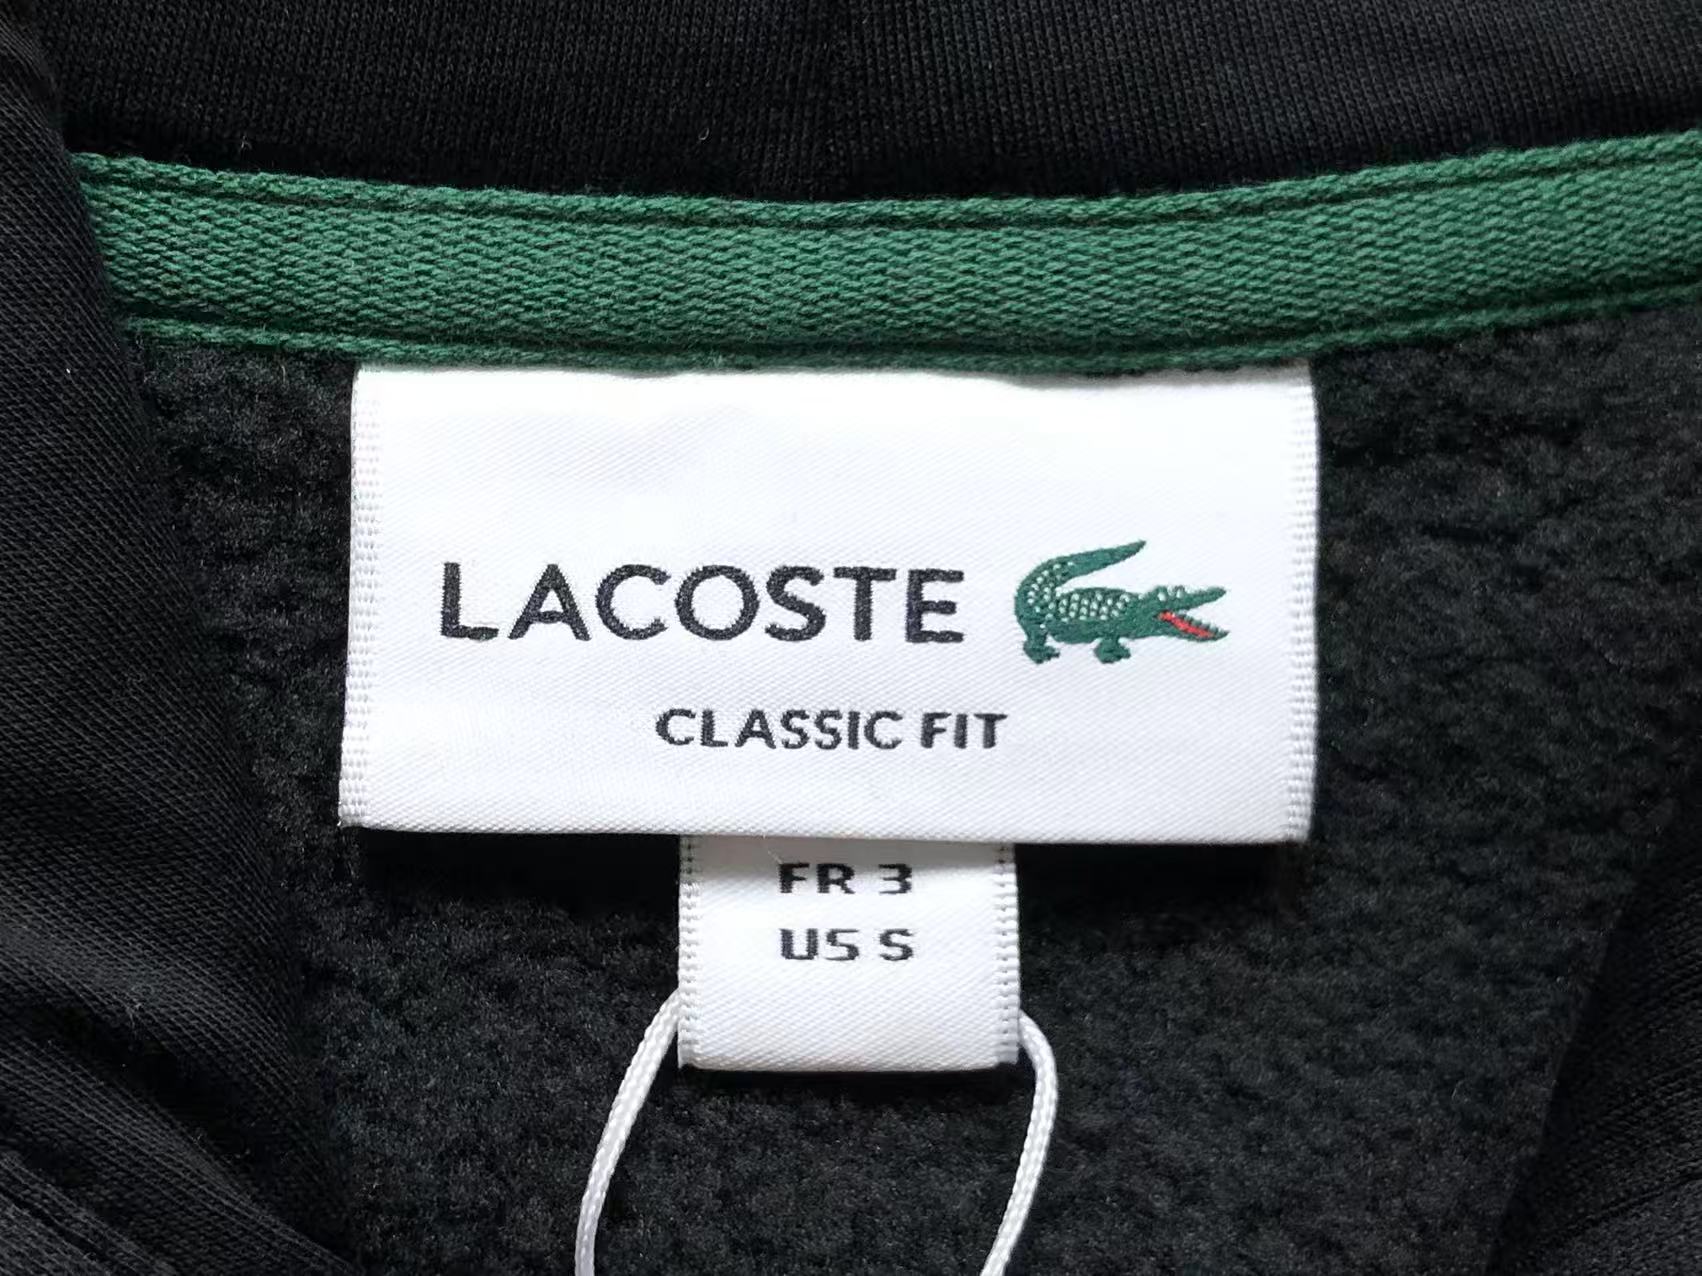 LACOSTE
CLASSIC FIT
FR 3
US S